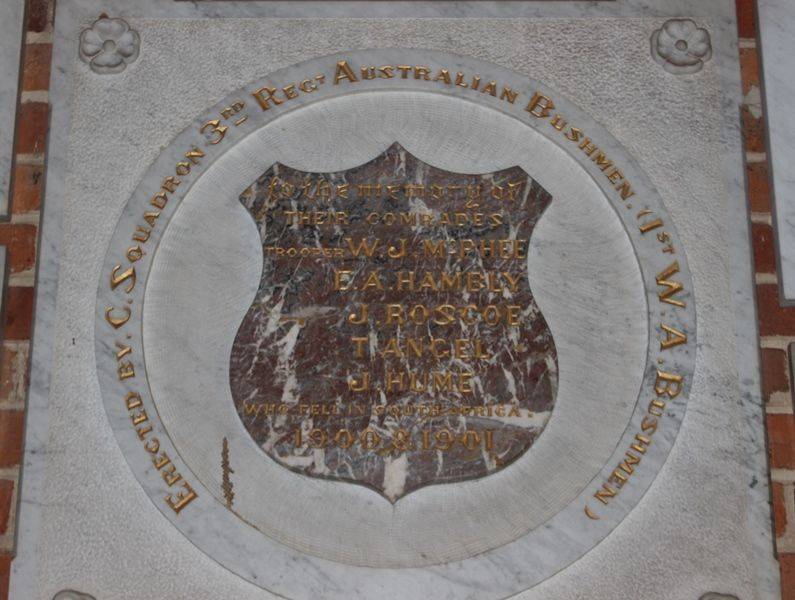 ERECTED BY. C. SQUADRON 3RD REGT AUSTRALIAN BUSHMEN. (1ST W. A. BUSHMEN)
To the memory of
THEIR COMRADES
TROOPER W. J. McPHEE
E. A. HAMBLY
J. ROSCOE
T. ANGEL
J. HUME
WHO FELL IN SOUTH AFRICA.
1900 & 1901